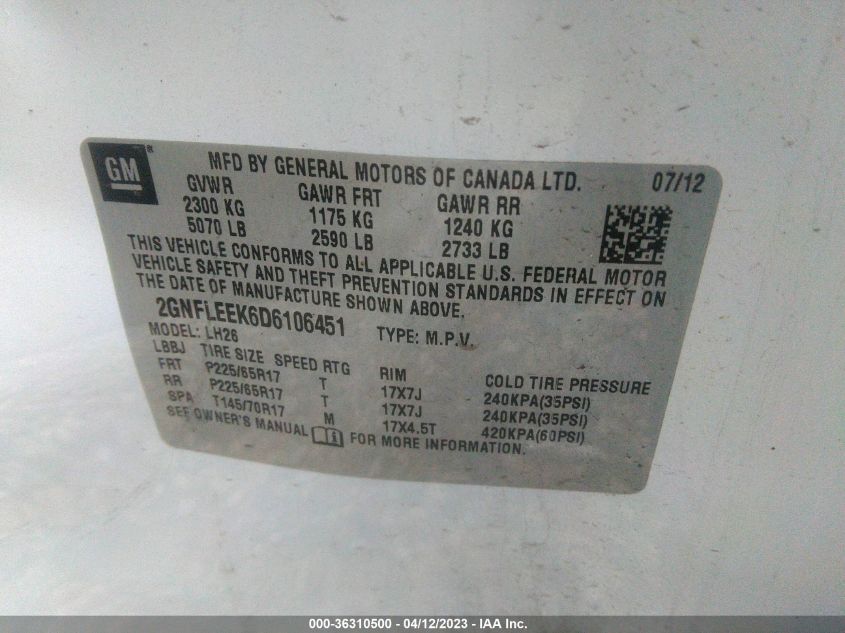 GM
MFD BY GENERAL MOTORS OF CANADA LTD. 07/12
GVWR GAWR FRT GAWR RR
2300 KG 1175 KG 1240 KG
5070 LB 2590 LB 2733 LB
THIS VEHICLE CONFORMS TO ALL APPLICABLE U.S. FEDERAL MOTOR
VEHICLE SAFETY AND THEFT PREVENTION STANDARDS IN EFFECT ON
THE DATE OF MANUFACTURE SHOWN ABOVE.
2GNFLEEK6D6106451 TYPE: M.P.V.
MODEL: LH26
LBBJ TIRE SIZE SPEED RTG RIM COLD TIRE PRESSURE
FRT P225/65R17 T 17X7J 240KPA(35PSI)
RR P225/65R17 T 17X7J 240KPA(35PSI)
SPA T145/70R17 M 17X4.5T 420KPA(60PSI)
SEE OWNER'S MANUAL FOR MORE INFORMATION.
000-36310500 - 04/12/2023 - IAA Inc.